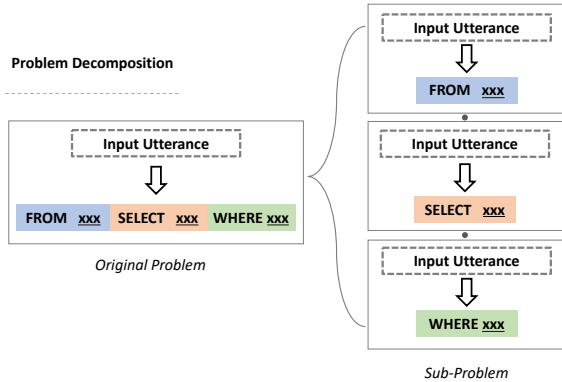 Problem Decomposition
Input Utterance
FROM xxx SELECT xxx WHERE xxx
Original Problem
Input Utterance
FROM xxx
Input Utterance
SELECT xxx
Input Utterance
WHERE xxx
Sub-Problem